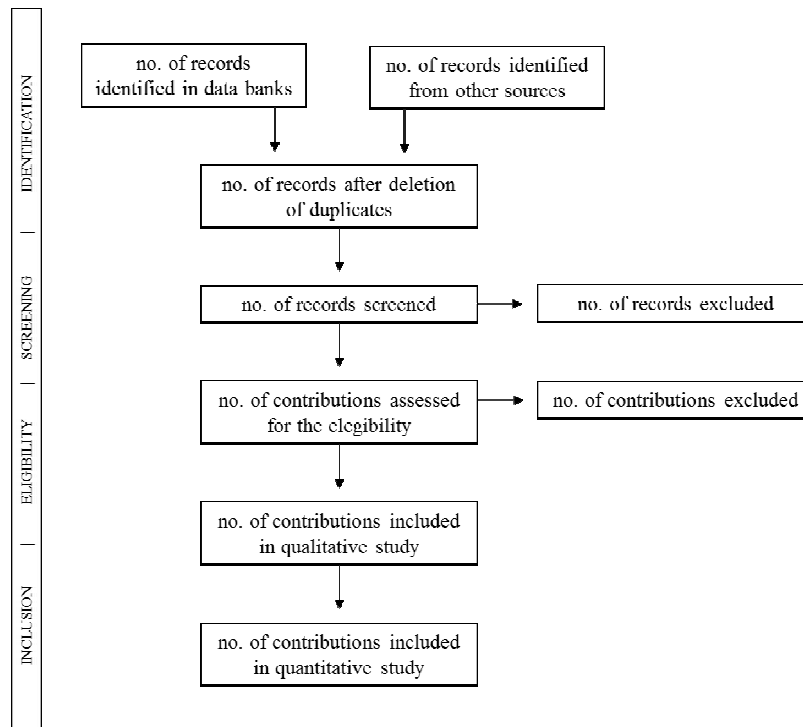 IDENTIFICATION
no. of records
identified in data banks
no. of records identified
from other sources
no. of records after deletion
of duplicates
SCREENING
no. of records screened
no. of records excluded
ELIGIBILITY
no. of contributions assessed
for the elegibility
no. of contributions excluded
no. of contributions included
in qualitative study
INCLUSION
no. of contributions included
in quantitative study